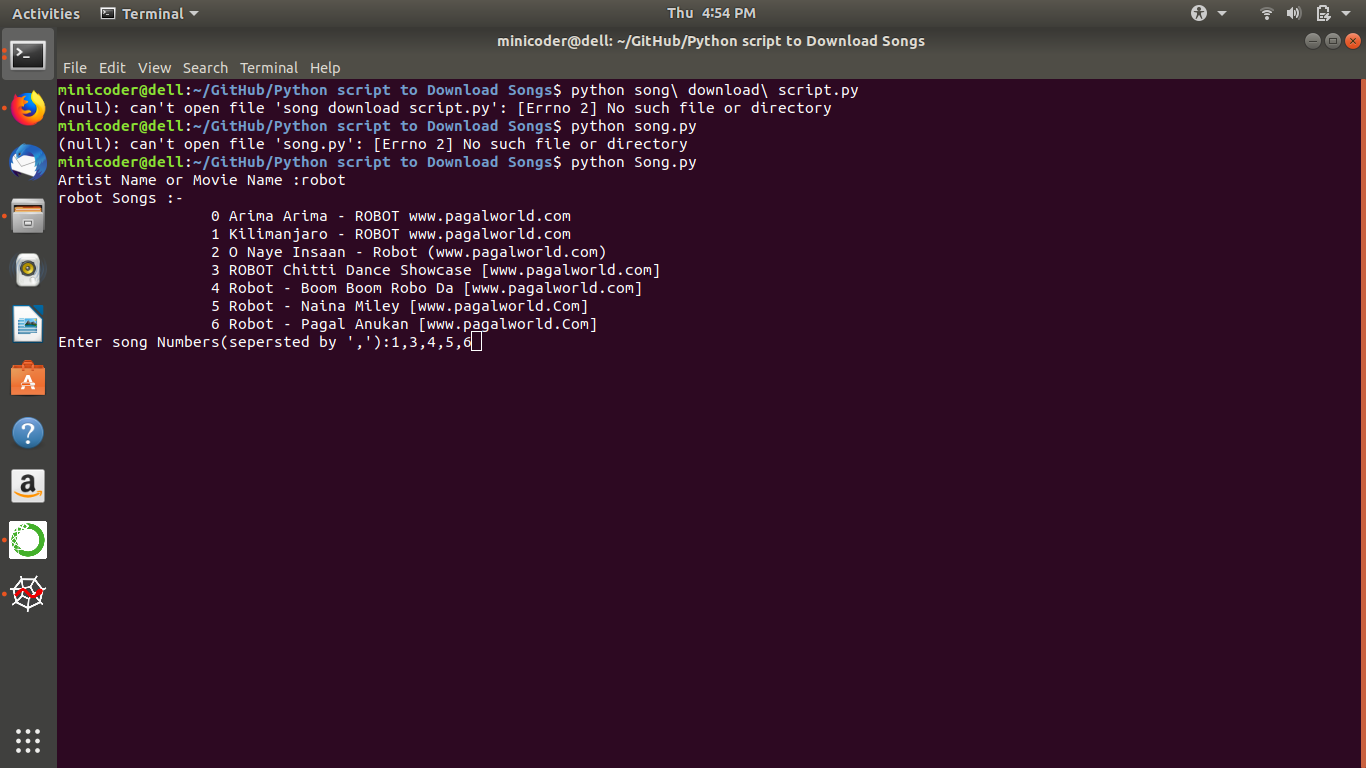 Activities Terminal Thu 4:54 PM
minicoder@dell: ~/GitHub/Python script to Download Songs
File Edit View Search Terminal Help
minicoder@dell:~/GitHub/Python script to Download Songs$ python song\ download\ script.py
(null): can't open file 'song download script.py': [Errno 2] No such file or directory
minicoder@dell:~/GitHub/Python script to Download Songs$ python song.py
(null): can't open file 'song.py': [Errno 2] No such file or directory
minicoder@dell:~/GitHub/Python script to Download Songs$ python Song.py
Artist Name or Movie Name :robot
robot Songs :-
0 Arima Arima - ROBOT www.pagalworld.com
1 Kilimanjaro - ROBOT www.pagalworld.com
2 O Naye Insaan - Robot (www.pagalworld.com)
3 ROBOT Chitti Dance Showcase [www.pagalworld.com]
4 Robot - Boom Boom Robo Da [www.pagalworld.com]
5 Robot - Naina Miley [www.pagalworld.Com]
6 Robot - Pagal Anukan [www.pagalworld.Com]
Enter song Numbers(sepersted by ','):1,3,4,5,6